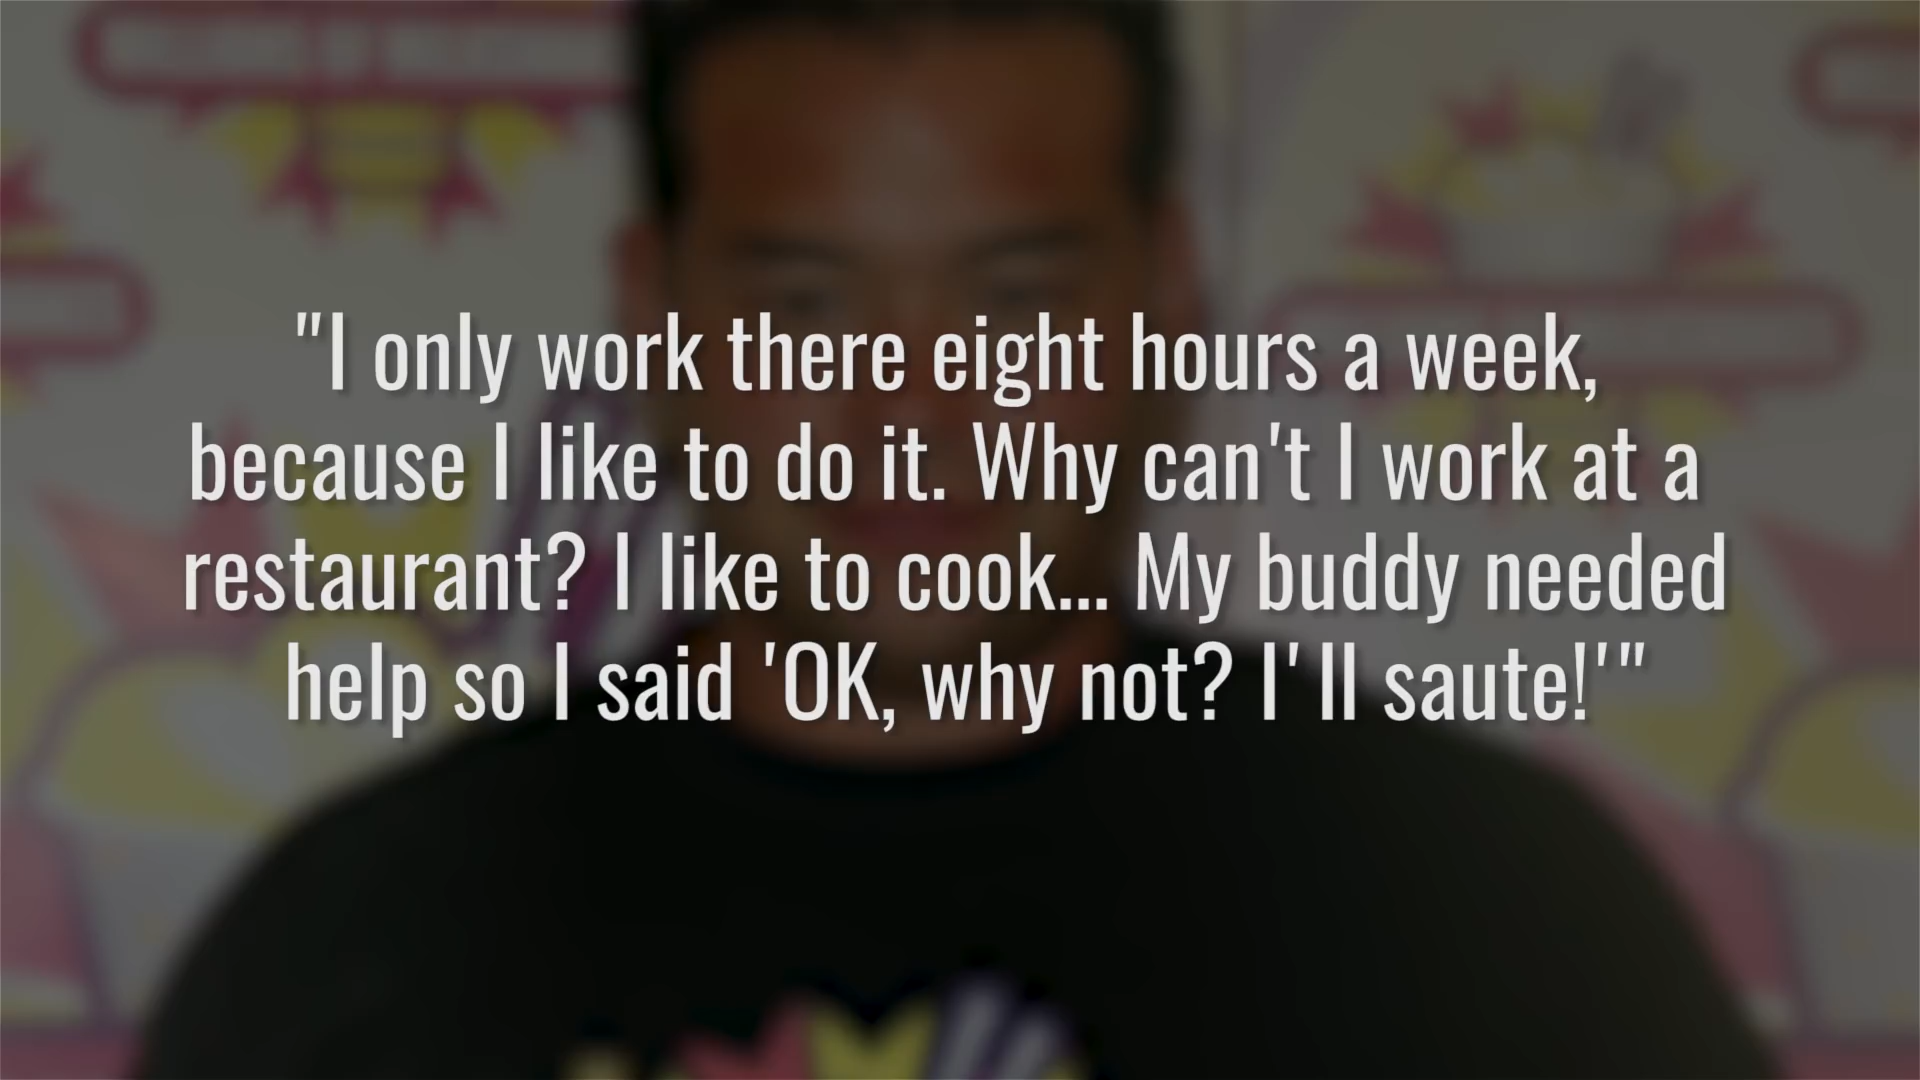 "I only work there eight hours a week,
because I like to do it. Why can't I work at a
restaurant? I like to cook... My buddy needed
help so I said 'OK, why not? I'll saute!'"